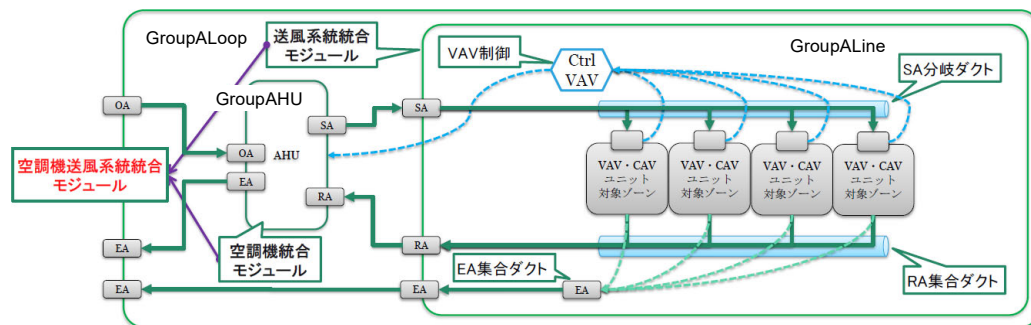 GroupALoop
送風系統統合
モジュール
VAV制御
Ctrl
VAV
GroupALine
SA分岐ダクト
OA
GroupAHU
SA
SA
OA
AHU
EA
RA
空調機送風系統統合
モジュール
VAV・CAV
ユニット
対象ゾーン
VAV・CAV
ユニット
対象ゾーン
VAV・CAV
ユニット
対象ゾーン
VAV・CAV
ユニット
対象ゾーン
EA
空調機統合
モジュール
RA
EA集合ダクト
RA集合ダクト
EA
EA
EA